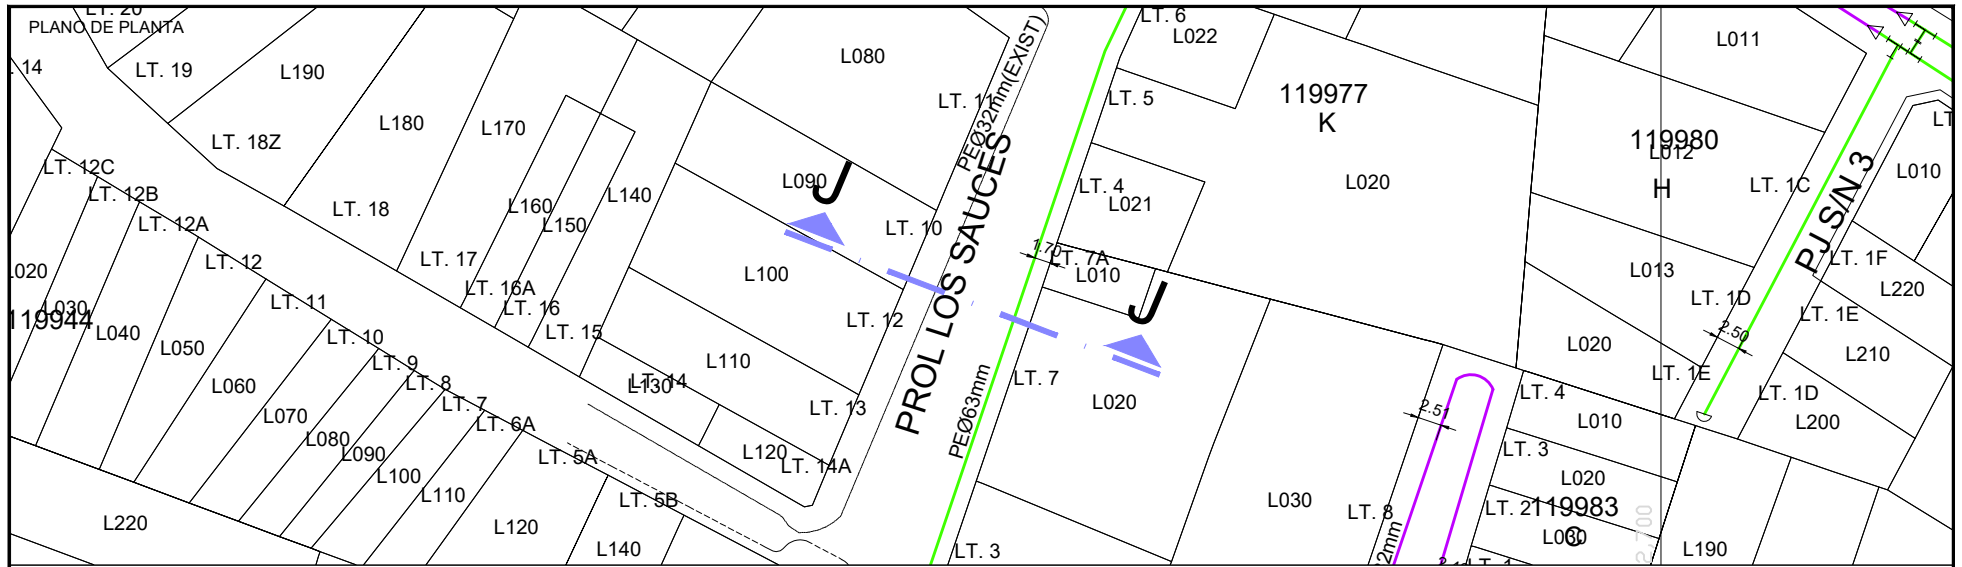 LT. 20
PLANO DE PLANTA
14
LT. 19
L190
LT. 18Z
L180
L170
L080
LT. 11
PEØ32mm(EXIST)
LT. 6
L022
LT. 5
119977
K
L020
L011
119980
L012
H
LT. 1C
PJ S/N 3
L010
LT
LT. 12C
LT. 12B
LT. 12A
LT. 12
LT. 11
LT. 10
LT. 9
LT. 8
LT. 7
LT. 6A
LT. 5A
LT. 5B
LT. 18
LT. 17
LT. 16A
LT. 16
LT. 15
L160
L150
L140
L090
J
LT. 10
L100
LT. 12
L110
LT. 13
L130
LT. 14
L120
LT. 14A
PROL LOS SAUCES
PEØ63mm
LT. 4
L021
1.70
LT. 7A
L010
J
LT. 7
L020
LT. 3
L030
LT. 8
2.51
L013
LT. 1D
L020
LT. 1E
2.50
LT. 1F
L220
LT. 1E
L210
LT. 1D
L200
LT. 4
L010
LT. 3
L020
LT. 2
119983
L030
C
L190
L020
L030
119944
L040
L050
L060
L070
L080
L090
L100
L110
L120
L140
L220